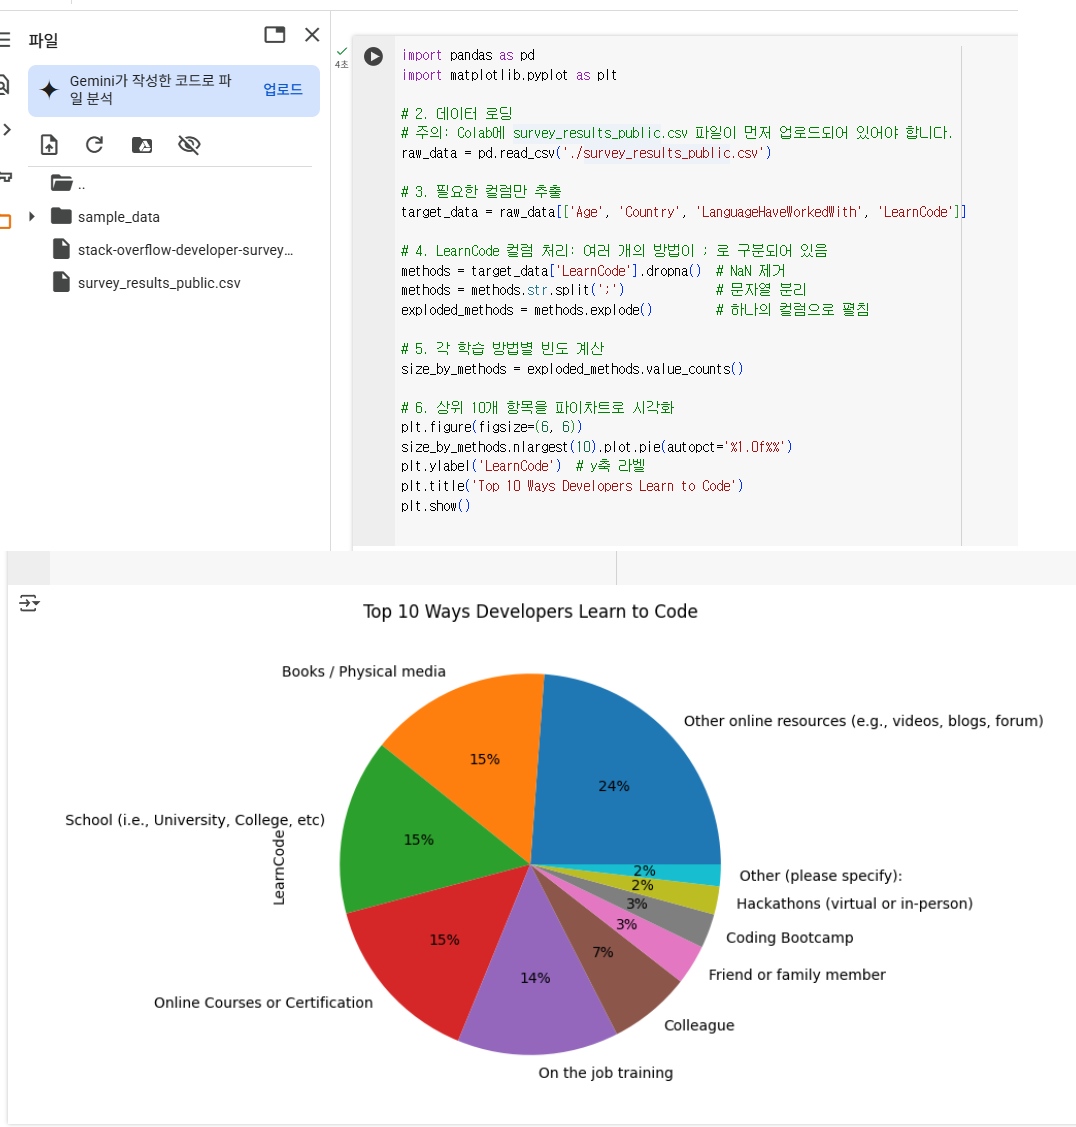 파일
Gemini가 작성한 코드로 파
일 분석
업로드
..
sample_data
stack-overflow-developer-survey...
survey_results_public.csv
4초
import pandas as pd
import matplotlib.pyplot as plt
# 2. 데이터 로딩
# 주의: Colab에 survey_results_public.csv 파일이 먼저 업로드되어 있어야 합니다.
raw_data = pd.read_csv('./survey_results_public.csv')
# 3. 필요한 컬럼만 추출
target_data = raw_data[['Age', 'Country', 'LanguageHaveWorkedWith', 'LearnCode']]
# 4. LearnCode 컬럼 처리: 여러 개의 방법이 ; 로 구분되어 있음
methods = target_data['LearnCode'].dropna()  # NaN 제거
methods = methods.str.split(';')             # 문자열 분리
exploded_methods = methods.explode()         # 하나의 컬럼으로 펼침
# 5. 각 학습 방법별 빈도 계산
size_by_methods = exploded_methods.value_counts()
# 6. 상위 10개 항목을 파이차트로 시각화
plt.figure(figsize=(6, 6))
size_by_methods.nlargest(10).plot.pie(autopct='%1.0f%%')
plt.ylabel('LearnCode')  # y축 라벨
plt.title('Top 10 Ways Developers Learn to Code')
plt.show()
Top 10 Ways Developers Learn to Code
Books / Physical media
Other online resources (e.g., videos, blogs, forum)
15%
24%
School (i.e., University, College, etc)
15%
LearnCode
2%
Other (please specify):
2%
Hackathons (virtual or in-person)
3%
Coding Bootcamp
3%
Friend or family member
15%
7%
14%
Online Courses or Certification
Colleague
On the job training